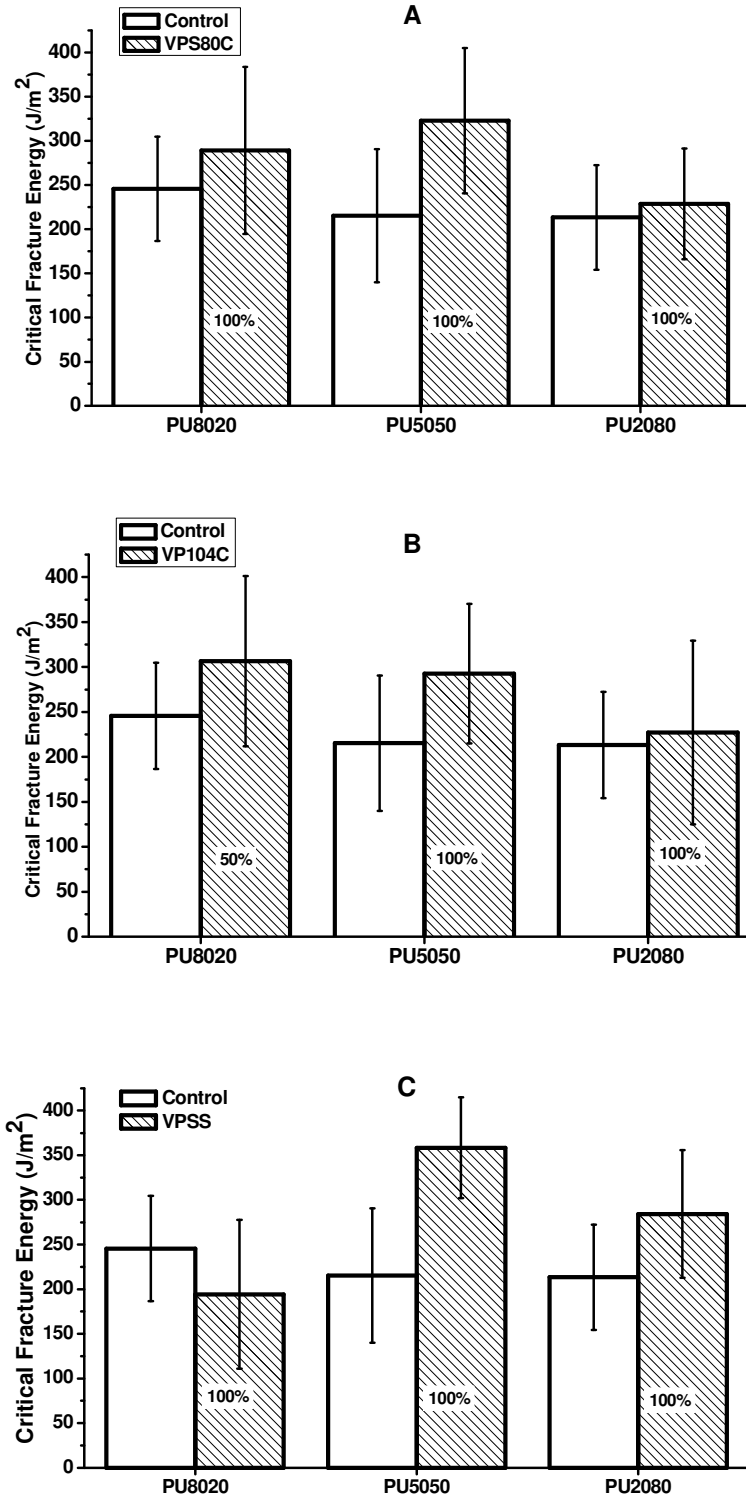 A
Control
VPS80C
Critical Fracture Energy (J/m²)
400
350
300
250
200
150
100
50
0
100%
100%
100%
PU8020
PU5050
PU2080
B
Control
VP104C
Critical Fracture Energy (J/m²)
400
350
300
250
200
150
100
50
0
50%
100%
100%
PU8020
PU5050
PU2080
C
Control
VPSS
Critical Fracture Energy (J/m²)
400
350
300
250
200
150
100
50
0
100%
100%
100%
PU8020
PU5050
PU2080